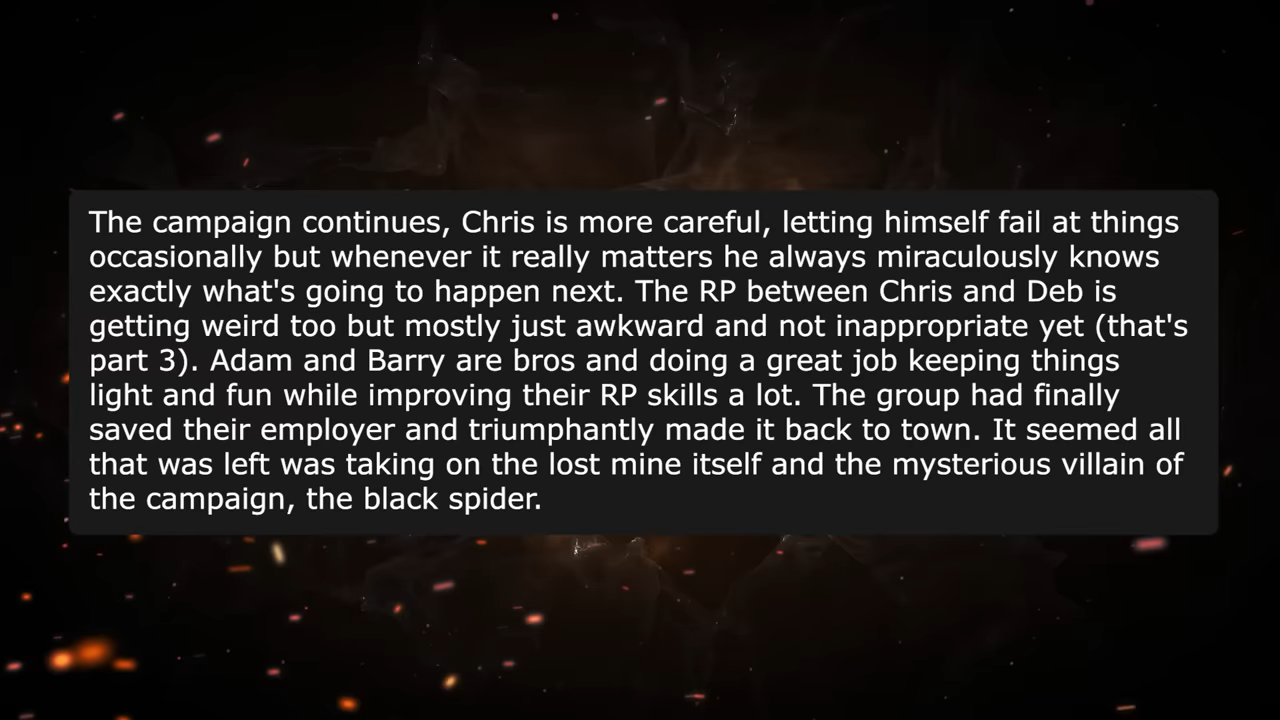 The campaign continues, Chris is more careful, letting himself fail at things
occasionally but whenever it really matters he always miraculously knows
exactly what's going to happen next. The RP between Chris and Deb is
getting weird too but mostly just awkward and not inappropriate yet (that's
part 3). Adam and Barry are bros and doing a great job keeping things
light and fun while improving their RP skills a lot. The group had finally
saved their employer and triumphantly made it back to town. It seemed all
that was left was taking on the lost mine itself and the mysterious villain of
the campaign, the black spider.